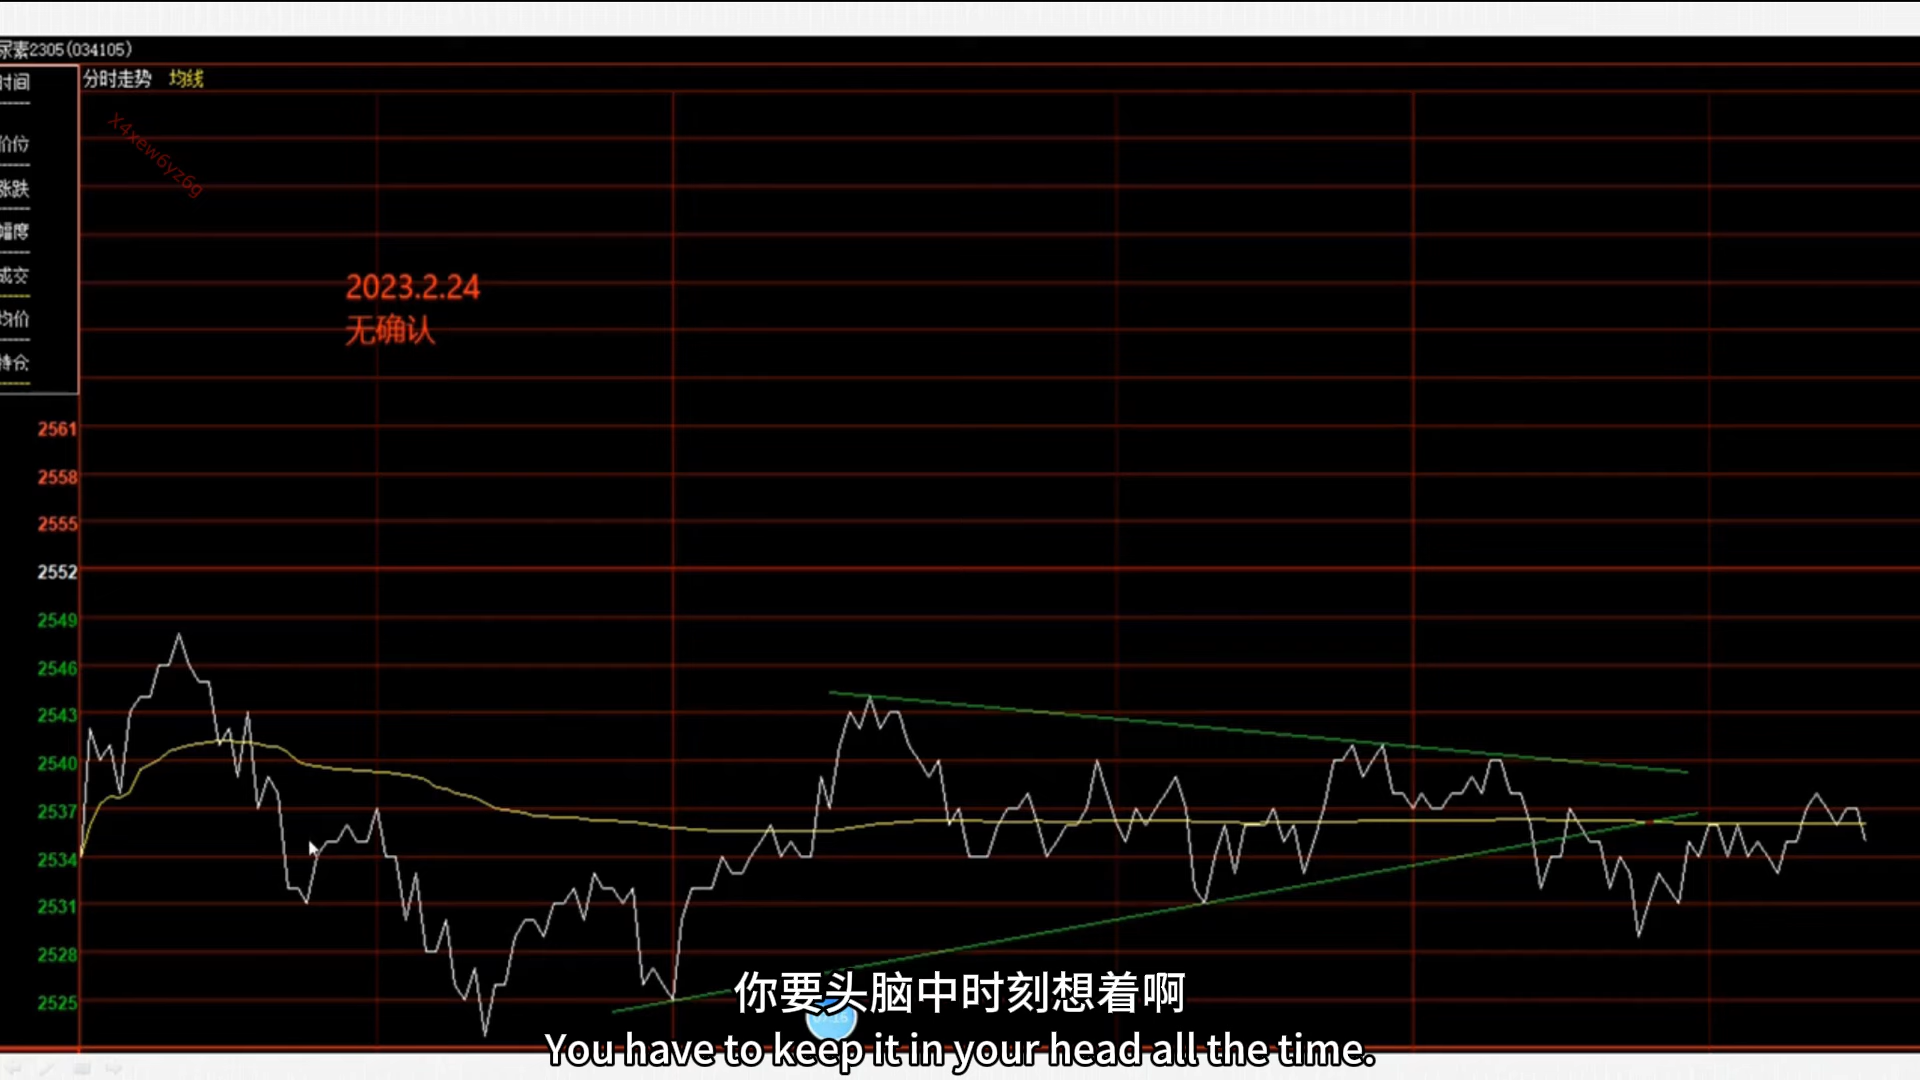 尿素2305(034105)
时间
分时走势 均线
X4xew6yz6g
价位
涨跌
幅度
成交
均价
持仓
2023.2.24
无确认
2561
2558
2555
2552
2549
2546
2543
2540
2537
2534
2531
2528
2525
你要头脑中时刻想着啊
You have to keep it in your head all the time.